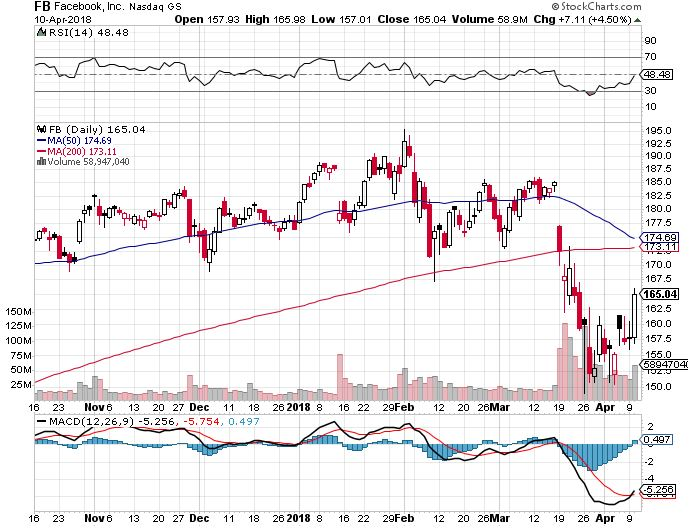 FB Facebook, Inc. Nasdaq GS © StockCharts.com
10-Apr-2018 Open 157.93 High 165.98 Low 157.01 Close 165.04 Volume 58.9M Chg +7.11 (+4.50%)
RSI(14) 48.48
90
70
50
48.48
30
10
FB (Daily) 165.04
MA(50) 174.69
MA(200) 173.11
Volume 58,947,040
195.0
192.5
190.0
187.5
185.0
182.5
180.0
177.5
174.69
173.11
170.0
167.5
165.04
162.5
160.0
157.5
155.0
58947040
150.0
150M
125M
100M
75M
50M
25M
16 23 Nov 6 13 20 27 Dec 11 18 26 2018 8 16 22 Feb 12 20 26 Mar 12 19 26 Apr 9
MACD(12,26,9) -5.256, -5.754, 0.497
2
0.497
-2
-4
-5.256
16 23 Nov 6 13 20 27 Dec 11 18 26 2018 8 16 22 Feb 12 20 26 Mar 12 19 26 Apr 9